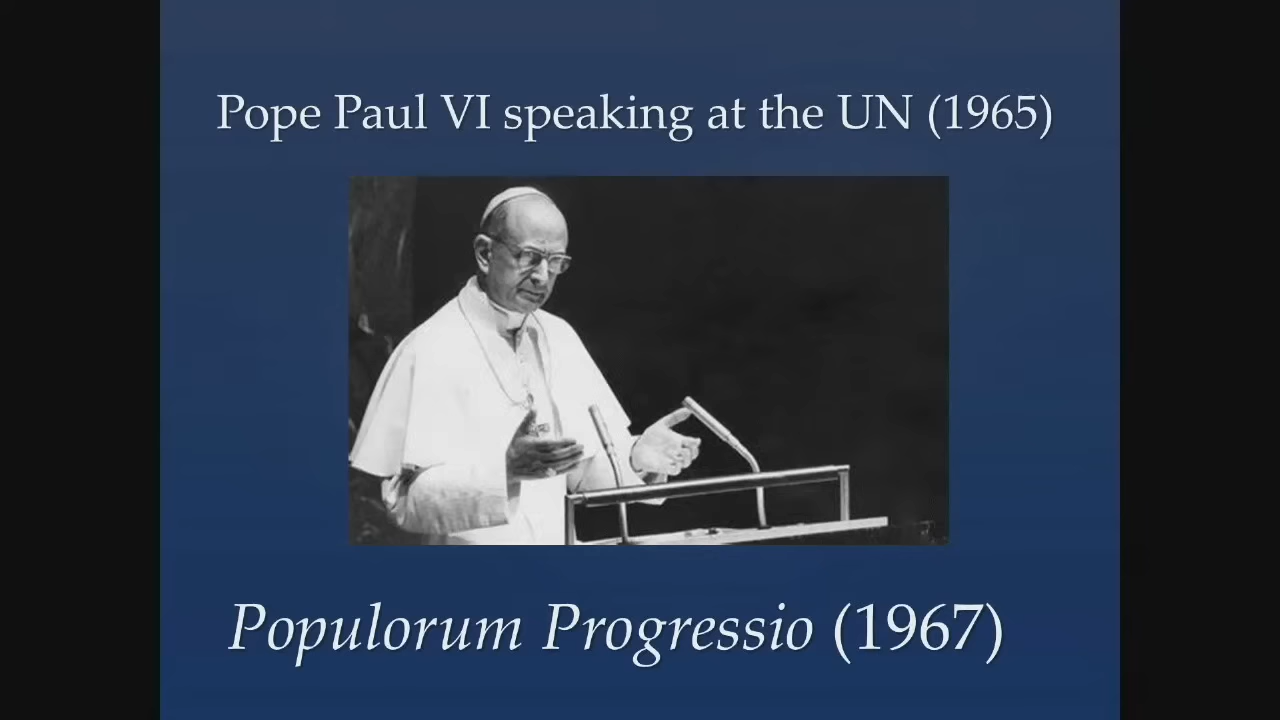 Pope Paul VI speaking at the UN (1965)
Populorum Progressio (1967)